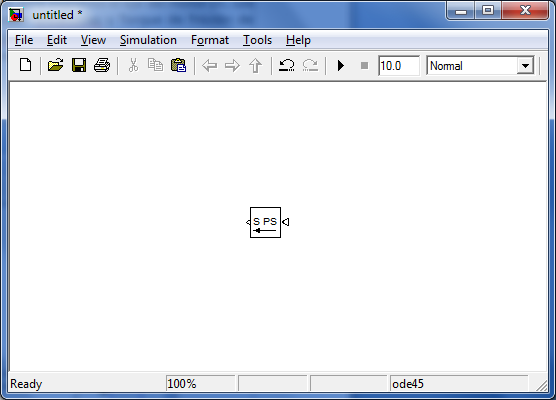 untitled *
File Edit View Simulation Format Tools Help
10.0 Normal
S PS
Ready 100% ode45